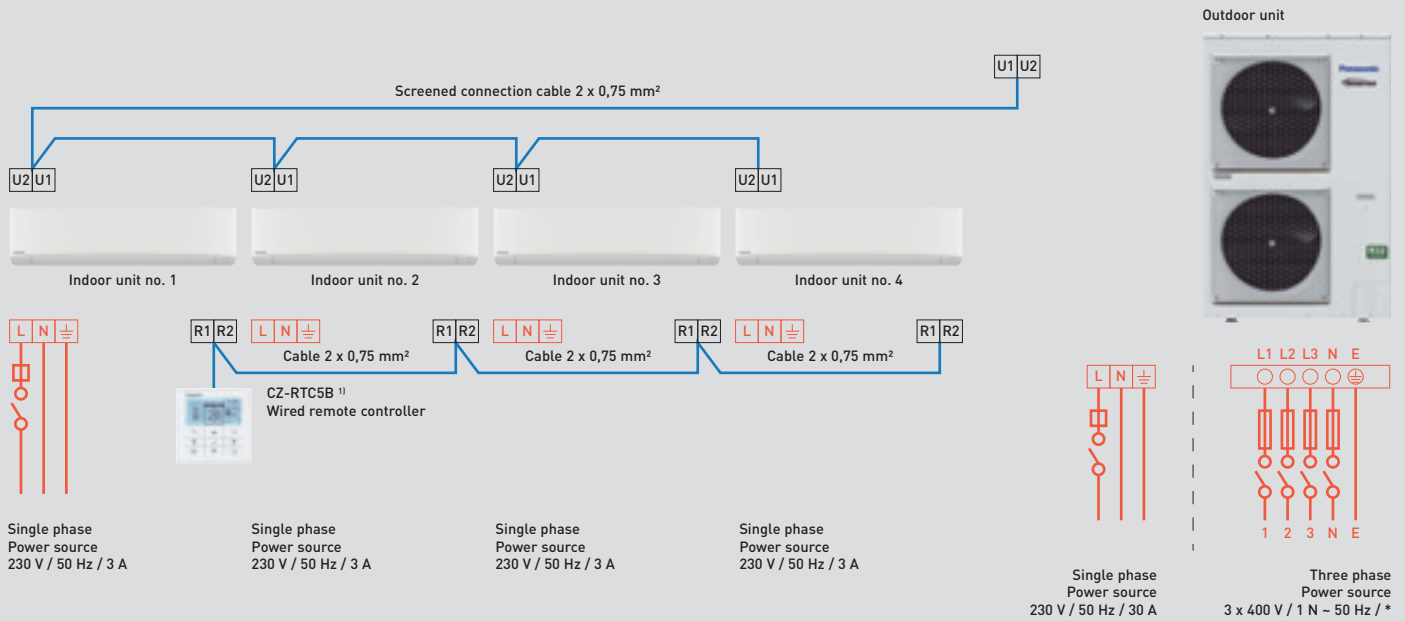 Outdoor unit
Panasonic
U1 U2
Screened connection cable 2 x 0,75 mm²
U2 U1
U2 U1
U2 U1
U2 U1
Indoor unit no. 1
Indoor unit no. 2
Indoor unit no. 3
Indoor unit no. 4
L N
R1 R2
L N
R1 R2
L N
R1 R2
L N
R1 R2
Cable 2 x 0,75 mm²
Cable 2 x 0,75 mm²
Cable 2 x 0,75 mm²
CZ-RTC5B ¹⁾
Wired remote controller
L N
L1 L2 L3 N E
1 2 3 N E
Single phase
Power source
230 V / 50 Hz / 3 A
Single phase
Power source
230 V / 50 Hz / 3 A
Single phase
Power source
230 V / 50 Hz / 3 A
Single phase
Power source
230 V / 50 Hz / 3 A
Single phase
Power source
230 V / 50 Hz / 30 A
Three phase
Power source
3 x 400 V / 1 N ~ 50 Hz / *